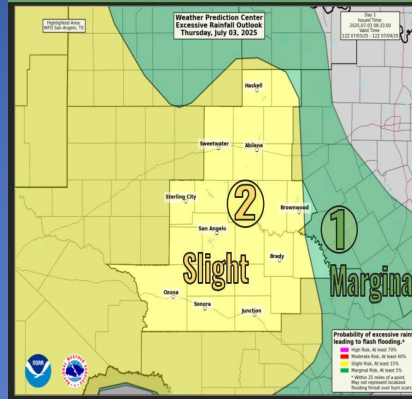 Highlighted Area:
WFO San Angelo, TX
Weather Prediction Center
Excessive Rainfall Outlook
Thursday, July 03, 2025
Day 1
Issued Time:
2025-07-03 08:33:00
Valid Time:
12Z 07/03/25 - 12Z 07/04/25
Haskell
Sweetwater
Abilene
Sterling City
2
Brownwood
1
San Angelo
Slight
Brady
Marginal
Ozona
Sonora
Junction
Probability of excessive rain
leading to flash flooding.*
High Risk, At least 70%
Moderate Risk, At least 40%
Slight Risk, At least 15%
Marginal Risk, At least 5%
* Within 25 miles of a point.
May not represent localized
flooding threat over burn scars
NOAA